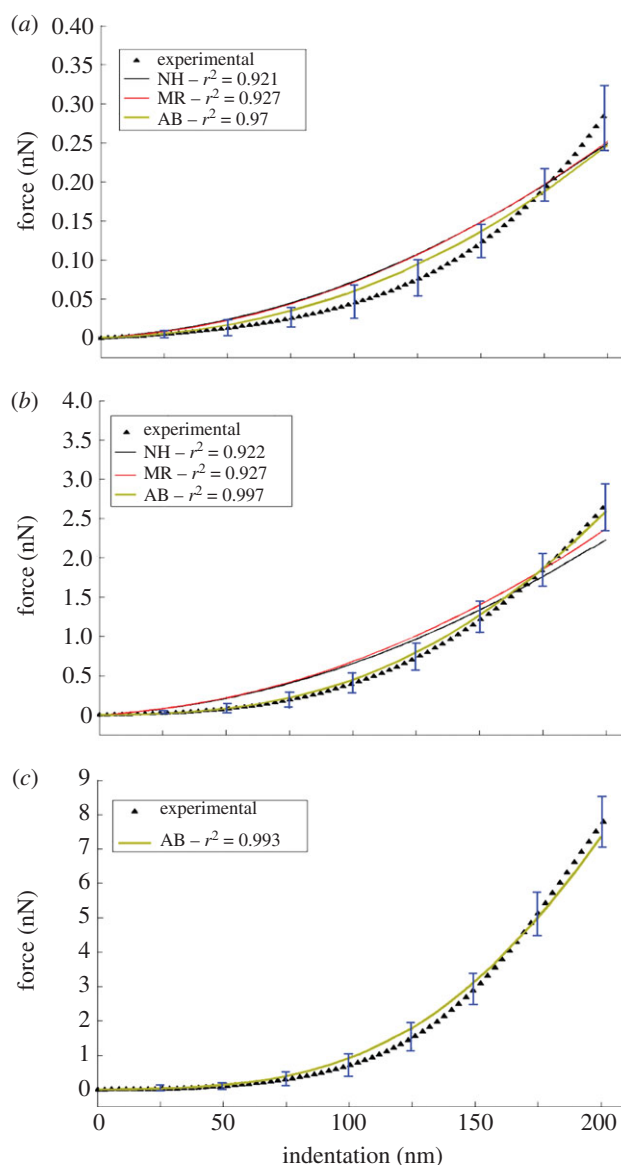 (a)
0.40
0.35
0.30
0.25
0.20
0.15
0.10
0.05
0
force (nN)
experimental
NH – r² = 0.921
MR – r² = 0.927
AB – r² = 0.97
(b)
4.0
3.5
3.0
2.5
2.0
1.5
1.0
0.5
0
force (nN)
experimental
NH – r² = 0.922
MR – r² = 0.927
AB – r² = 0.997
(c)
9
8
7
6
5
4
3
2
1
0
force (nN)
experimental
AB – r² = 0.993
0 50 100 150 200
indentation (nm)